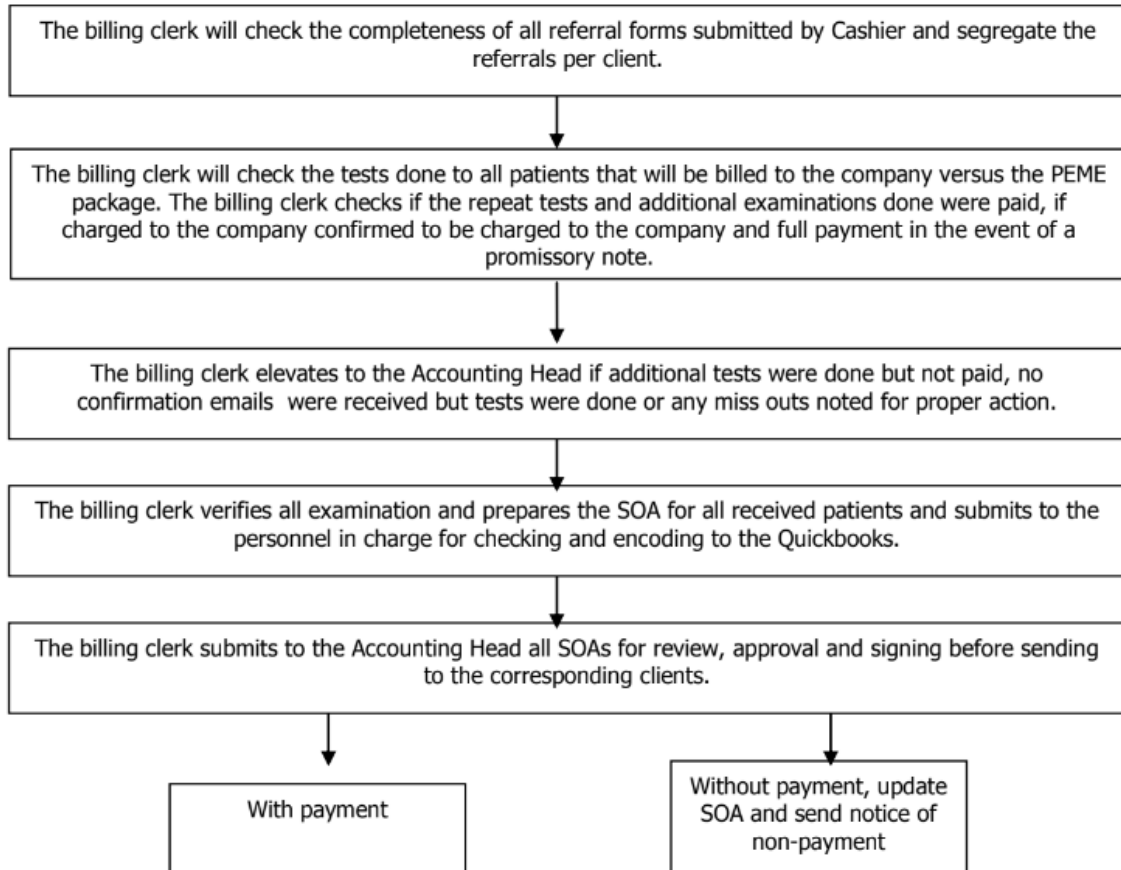 The billing clerk will check the completeness of all referral forms submitted by Cashier and segregate the
referrals per client.
The billing clerk will check the tests done to all patients that will be billed to the company versus the PEME
package. The billing clerk checks if the repeat tests and additional examinations done were paid, if
charged to the company confirmed to be charged to the company and full payment in the event of a
promissory note.
The billing clerk elevates to the Accounting Head if additional tests were done but not paid, no
confirmation emails were received but tests were done or any miss outs noted for proper action.
The billing clerk verifies all examination and prepares the SOA for all received patients and submits to the
personnel in charge for checking and encoding to the Quickbooks.
The billing clerk submits to the Accounting Head all SOAs for review, approval and signing before sending
to the corresponding clients.
With payment
Without payment, update
SOA and send notice of
non-payment